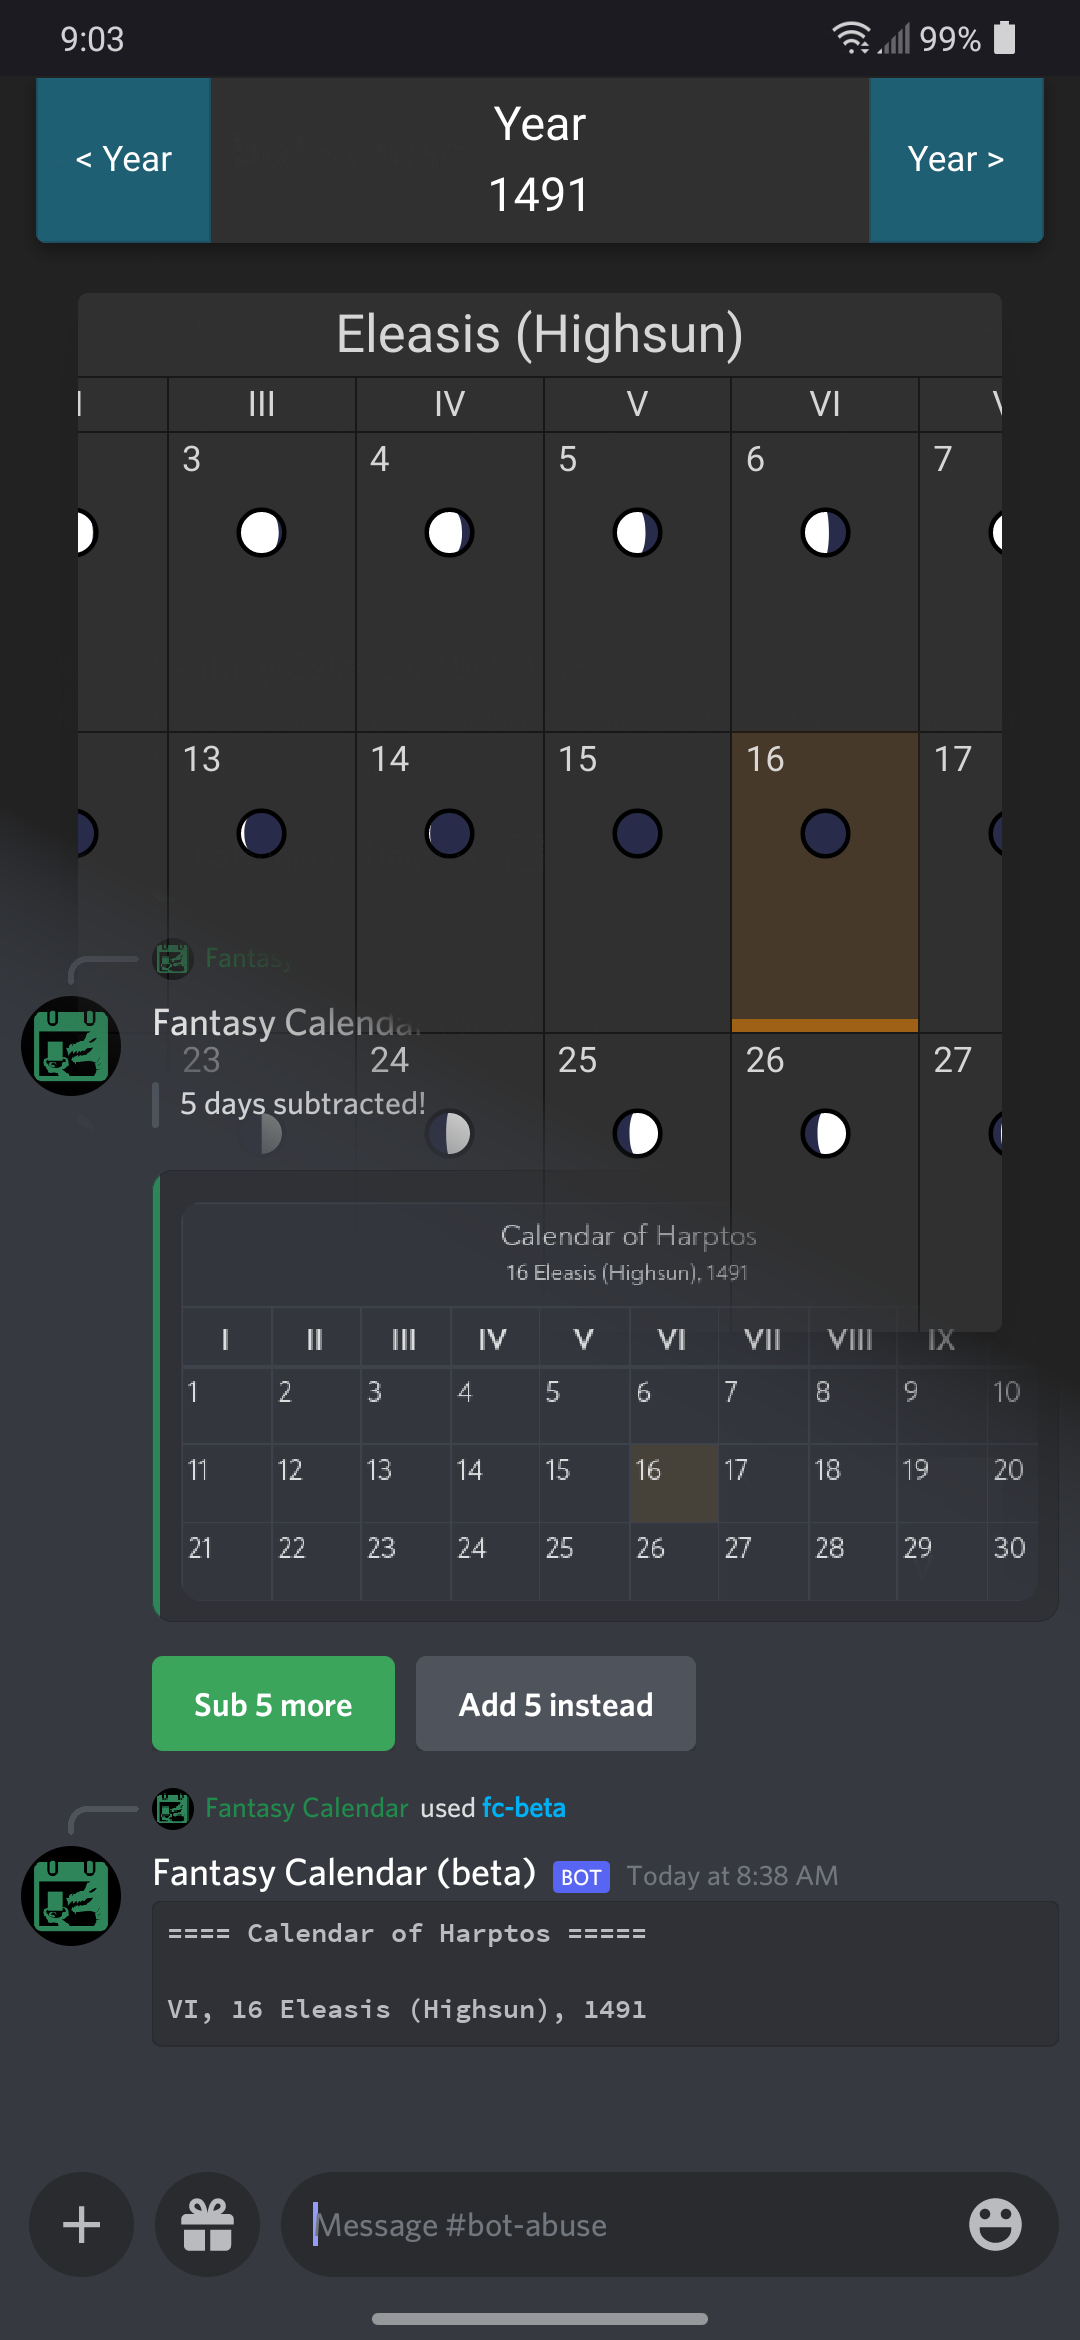 9:03 99%
< Year
Year
1491
Year >
Eleasis (Highsun)
III IV V VI
3 4 5 6 7
13 14 15 16 17
Fantasy
Fantasy Calendar
23 24 25 26 27
5 days subtracted!
Calendar of Harptos
16 Eleasis (Highsun), 1491
I II III IV V VI VII VIII IX
1 2 3 4 5 6 7 8 9 10
11 12 13 14 15 16 17 18 19 20
21 22 23 24 25 26 27 28 29 30
Sub 5 more Add 5 instead
Fantasy Calendar used fc-beta
Fantasy Calendar (beta) BOT Today at 8:38 AM
==== Calendar of Harptos =====
VI, 16 Eleasis (Highsun), 1491
Message #bot-abuse